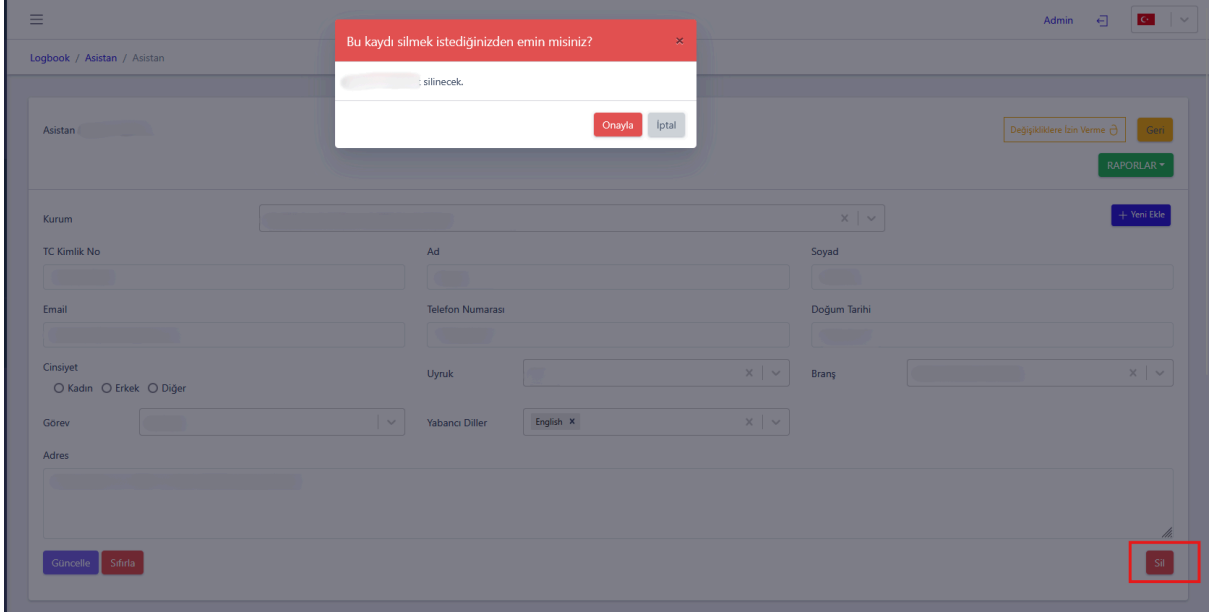 Admin
Bu kaydı silmek istediğinizden emin misiniz? ×
Logbook / Asistan / Asistan
: silinecek.
Onayla İptal
Asistan
Değişikliklere İzin Verme Geri
RAPORLAR
Kurum
+ Yeni Ekle
TC Kimlik No Ad Soyad
Email Telefon Numarası Doğum Tarihi
Cinsiyet
Kadın Erkek Diğer
Uyruk Branş
Görev Yabancı Diller English ×
Adres
Güncelle Sıfırla Sil